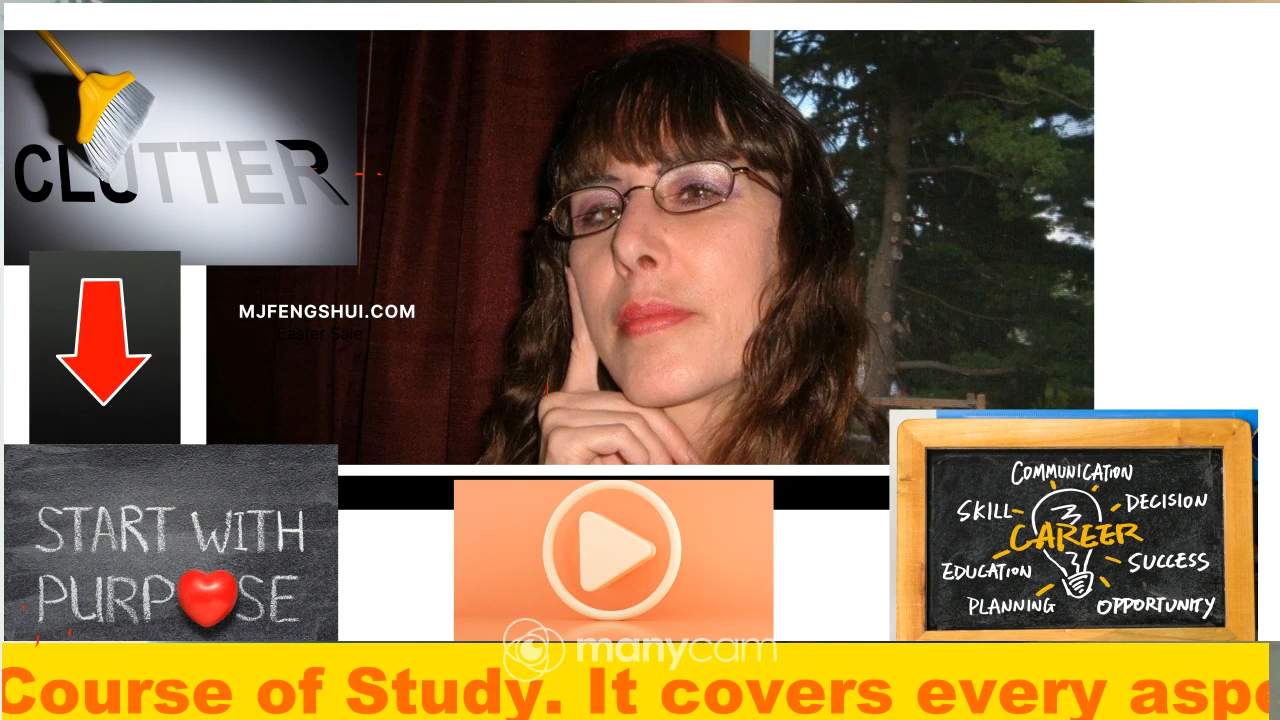 CLUTTER
MJFENGSHUI.COM
Easter Sale
START WITH
PURPOSE
COMMUNICATION
SKILL
DECISION
CAREER
EDUCATION
SUCCESS
PLANNING
OPPORTUNITY
manycam
Course of Study. It covers every aspe